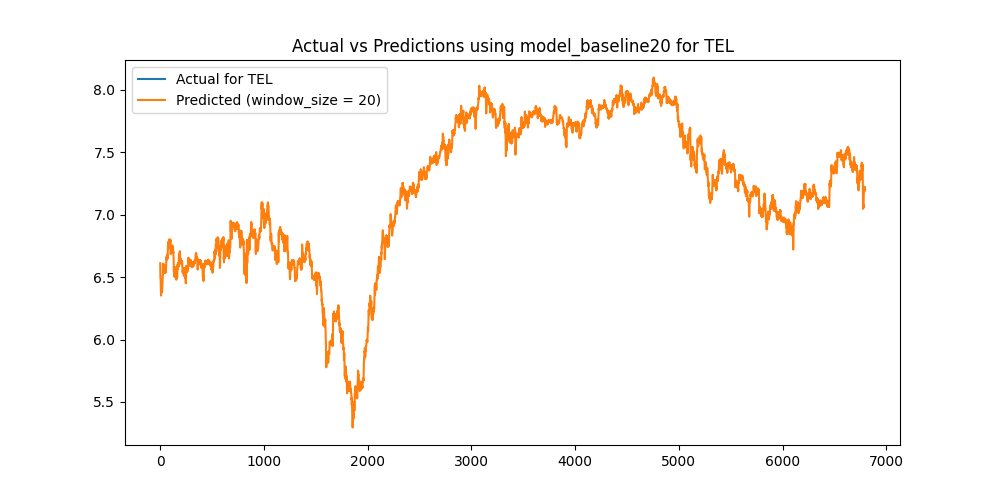 Actual vs Predictions using model_baseline20 for TEL
Actual for TEL
Predicted (window_size = 20)
8.0
7.5
7.0
6.5
6.0
5.5
0 1000 2000 3000 4000 5000 6000 7000